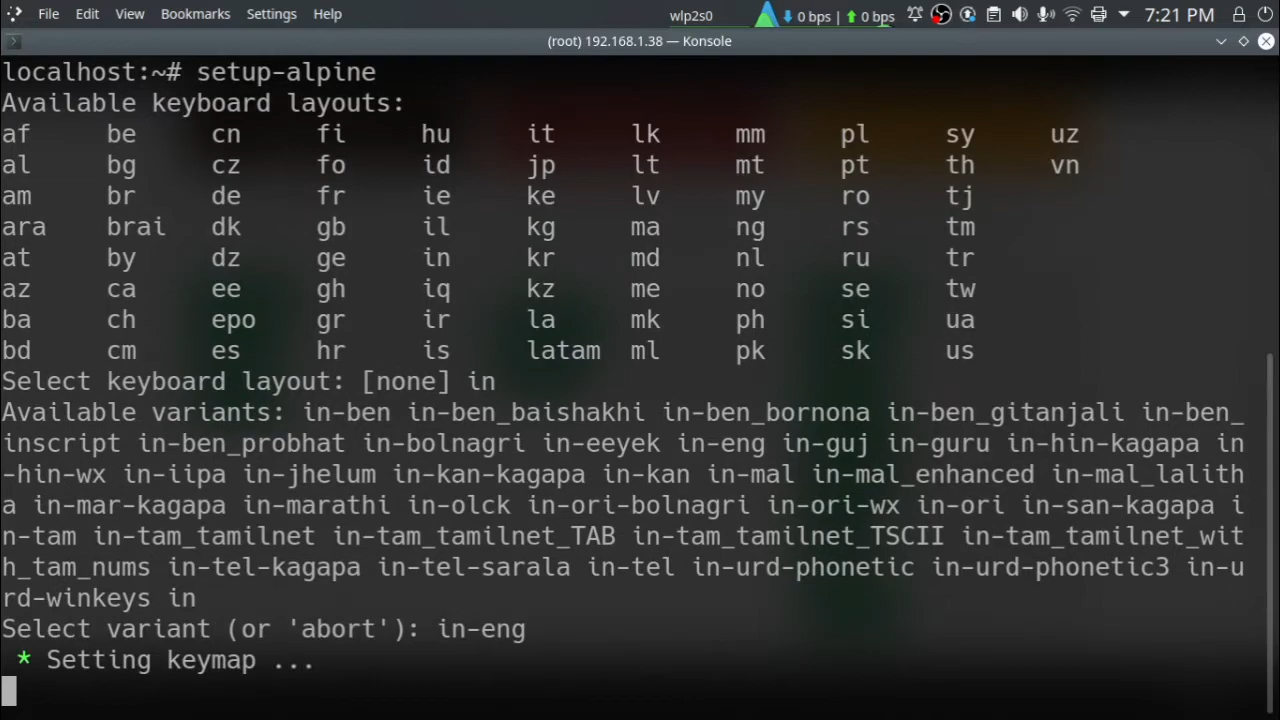 File Edit View Bookmarks Settings Help wlp2s0 0 bps | 0 bps 7:21 PM
(root) 192.168.1.38 — Konsole
localhost:~# setup-alpine
Available keyboard layouts:
af be cn fi hu it lk mm pl sy uz
al bg cz fo id jp lt mt pt th vn
am br de fr ie ke lv my ro tj
ara brai dk gb il kg ma ng rs tm
at by dz ge in kr md nl ru tr
az ca ee gh iq kz me no se tw
ba ch epo gr ir la mk ph si ua
bd cm es hr is latam ml pk sk us
Select keyboard layout: [none] in
Available variants: in-ben in-ben_baishakhi in-ben_bornona in-ben_gitanjali in-ben_
inscript in-ben_probhat in-bolnagri in-eeyek in-eng in-guj in-guru in-hin-kagapa in
-hin-wx in-iipa in-jhelum in-kan-kagapa in-kan in-mal in-mal_enhanced in-mal_lalith
a in-mar-kagapa in-marathi in-olck in-ori-bolnagri in-ori-wx in-ori in-san-kagapa i
n-tam in-tam_tamilnet in-tam_tamilnet_TAB in-tam_tamilnet_TSCII in-tam_tamilnet_wit
h_tam_nums in-tel-kagapa in-tel-sarala in-tel in-urd-phonetic in-urd-phonetic3 in-u
rd-winkeys in
Select variant (or 'abort'): in-eng
* Setting keymap ...